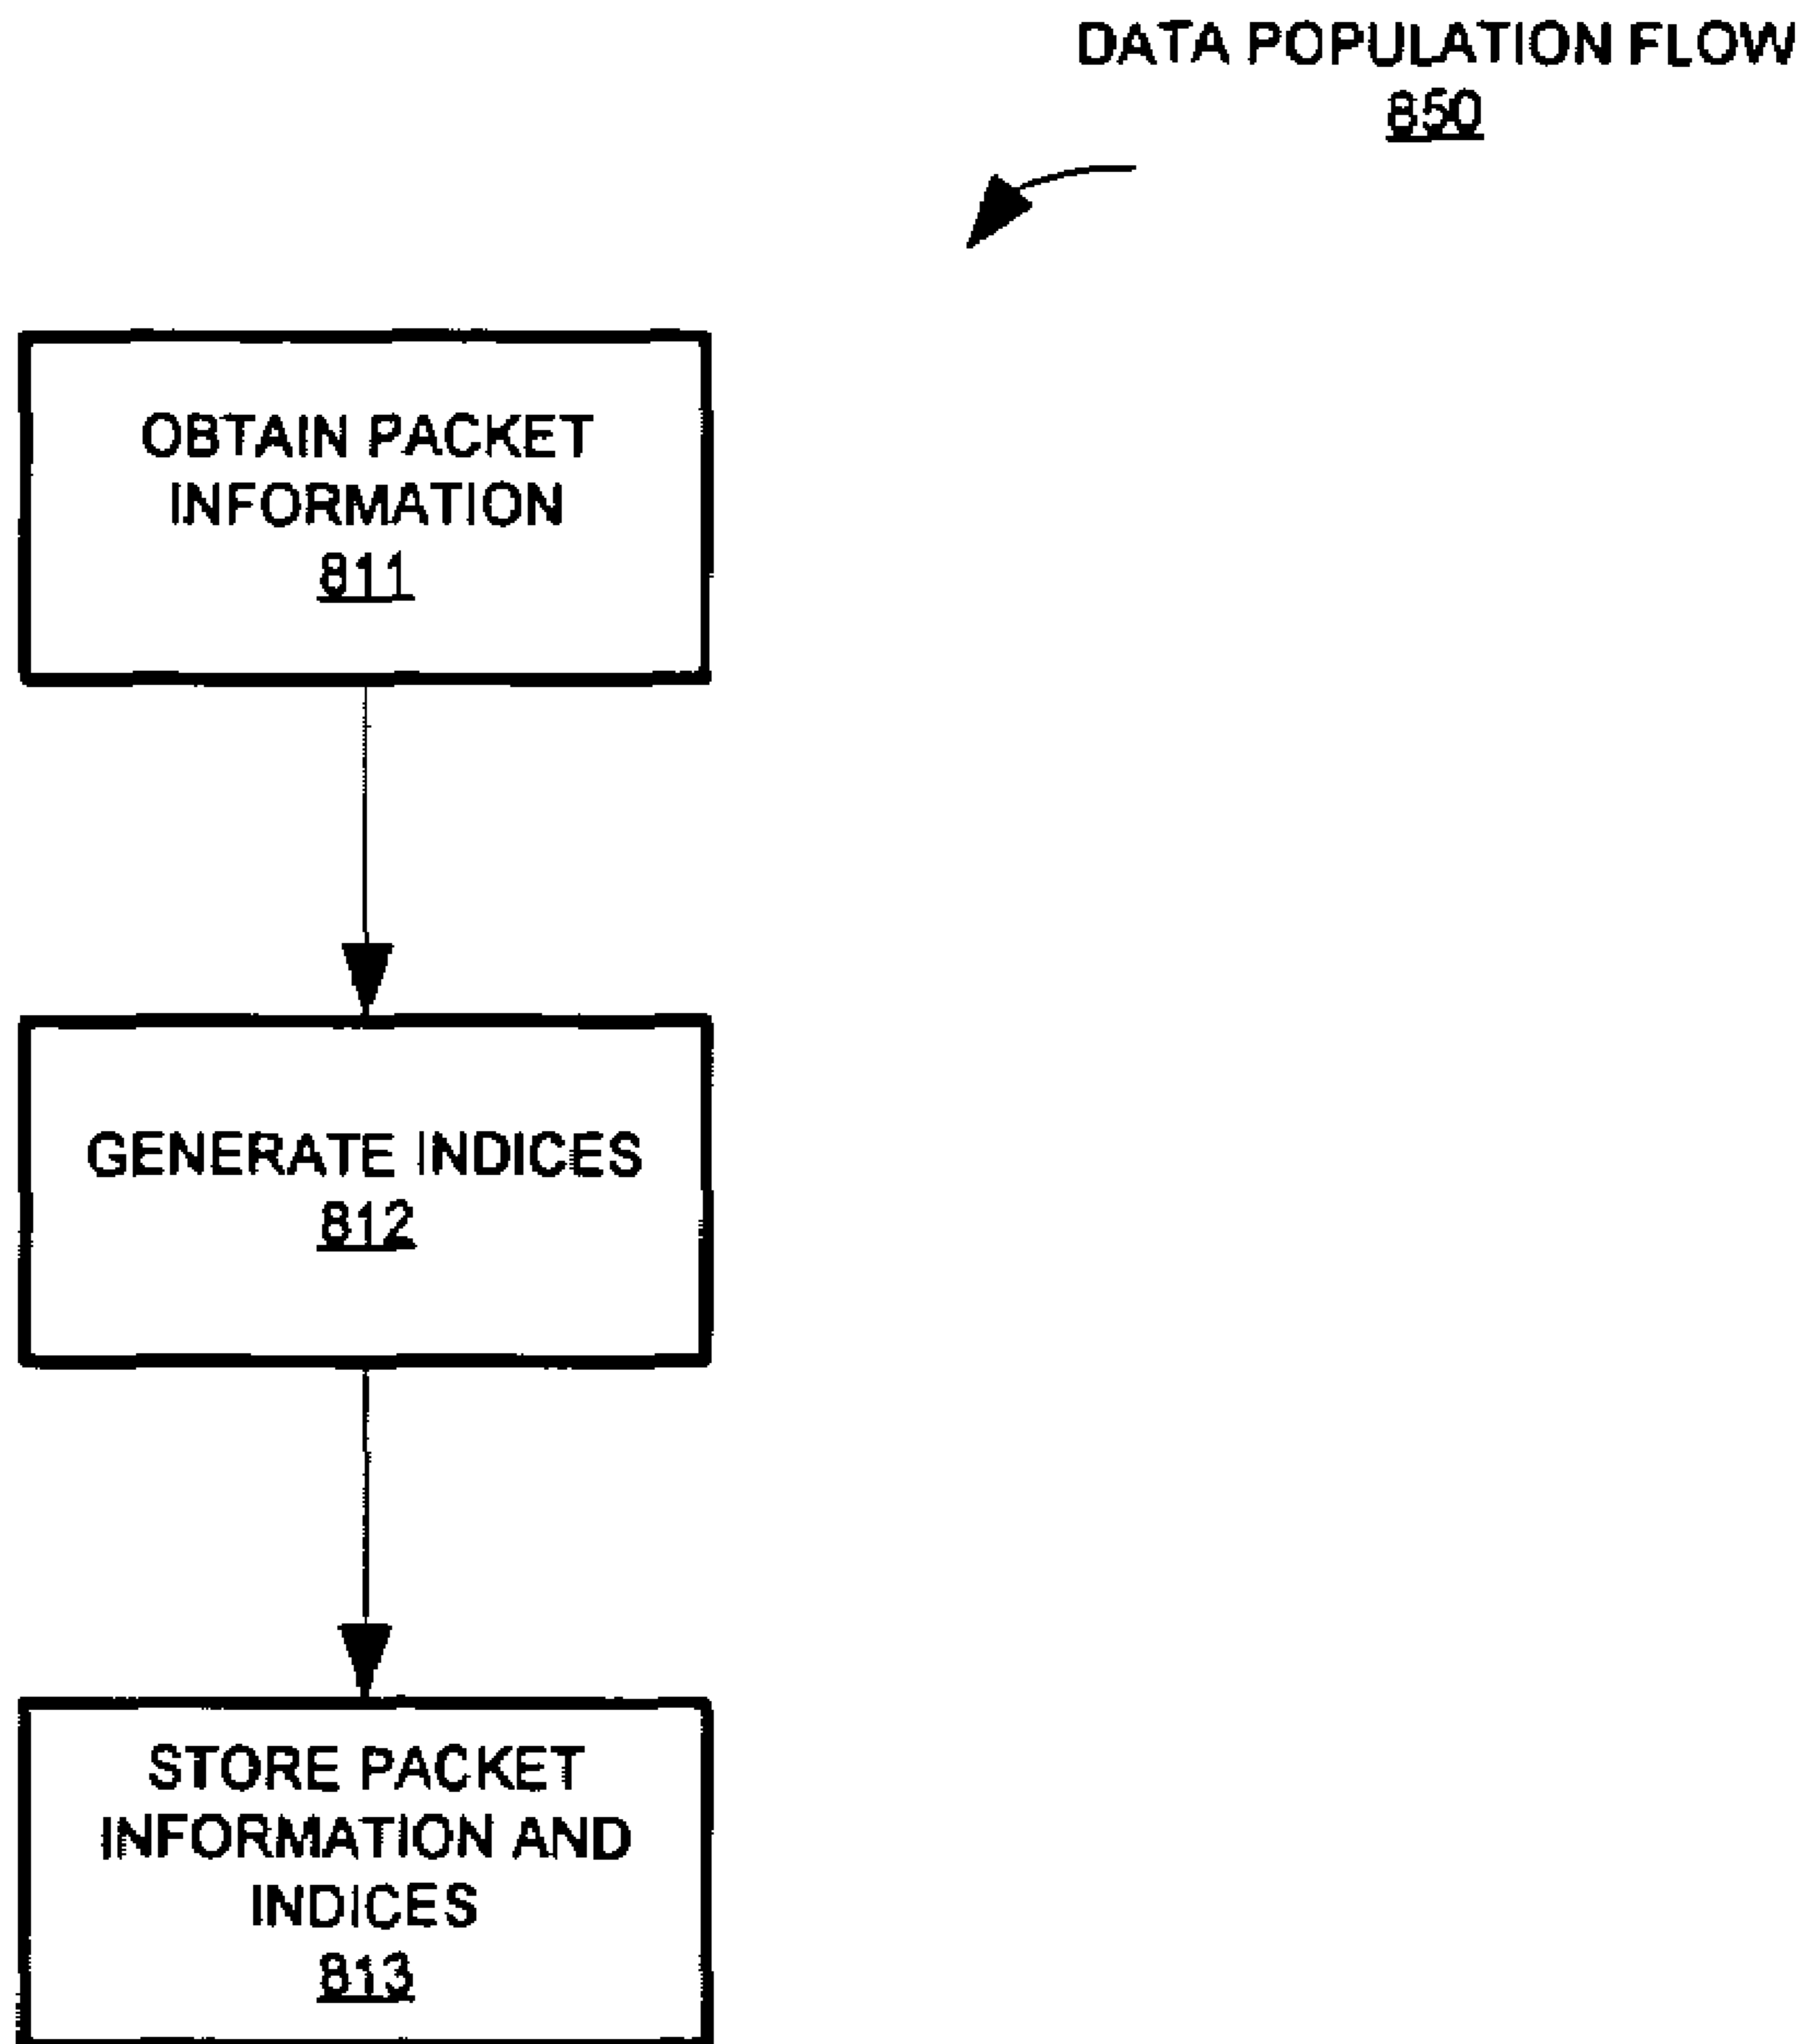 DATA POPULATION FLOW
850
OBTAIN PACKET
INFORMATION
811
GENERATE INDICES
812
STORE PACKET
INFORMATION AND
INDICES
813